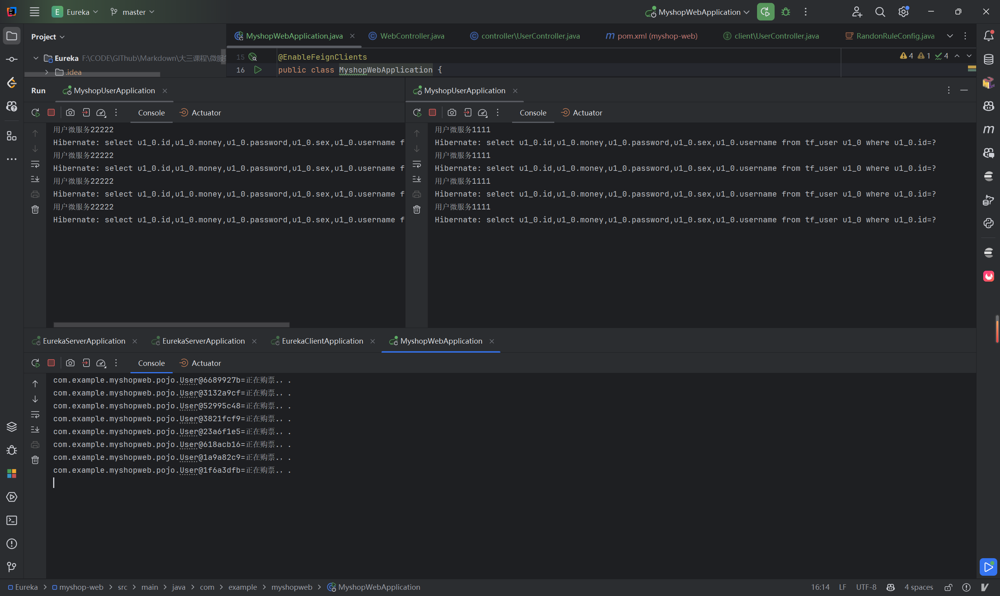 E Eureka master MyshopWebApplication
Project
MyshopWebApplication.java WebController.java controller\UserController.java pom.xml (myshop-web) client\UserController.java RandonRuleConfig.java
Eureka F:\CODE\GIThub\Markdown\大三课程\微服
.idea
15 @EnableFeignClients
4 1 4
16 public class MyshopWebApplication {
Run MyshopUserApplication
Console Actuator
用户微服务22222
Hibernate: select u1_0.id,u1_0.money,u1_0.password,u1_0.sex,u1_0.username f
用户微服务22222
Hibernate: select u1_0.id,u1_0.money,u1_0.password,u1_0.sex,u1_0.username f
用户微服务22222
Hibernate: select u1_0.id,u1_0.money,u1_0.password,u1_0.sex,u1_0.username f
用户微服务22222
Hibernate: select u1_0.id,u1_0.money,u1_0.password,u1_0.sex,u1_0.username f
MyshopUserApplication
Console Actuator
用户微服务1111
Hibernate: select u1_0.id,u1_0.money,u1_0.password,u1_0.sex,u1_0.username from tf_user u1_0 where u1_0.id=?
用户微服务1111
Hibernate: select u1_0.id,u1_0.money,u1_0.password,u1_0.sex,u1_0.username from tf_user u1_0 where u1_0.id=?
用户微服务1111
Hibernate: select u1_0.id,u1_0.money,u1_0.password,u1_0.sex,u1_0.username from tf_user u1_0 where u1_0.id=?
用户微服务1111
Hibernate: select u1_0.id,u1_0.money,u1_0.password,u1_0.sex,u1_0.username from tf_user u1_0 where u1_0.id=?
EurekaServerApplication EurekaServerApplication EurekaClientApplication MyshopWebApplication
Console Actuator
com.example.myshopweb.pojo.User@6689927b=正在购票.，.
com.example.myshopweb.pojo.User@3132a9cf=正在购票.，.
com.example.myshopweb.pojo.User@52995c48=正在购票.，.
com.example.myshopweb.pojo.User@3821fcf9=正在购票.，.
com.example.myshopweb.pojo.User@23a6f1e5=正在购票.，.
com.example.myshopweb.pojo.User@618acb16=正在购票.，.
com.example.myshopweb.pojo.User@1a9a82c9=正在购票.，.
com.example.myshopweb.pojo.User@1f6a3dfb=正在购票.，.
Eureka > myshop-web > src > main > java > com > example > myshopweb > MyshopWebApplication 16:14 LF UTF-8 4 spaces